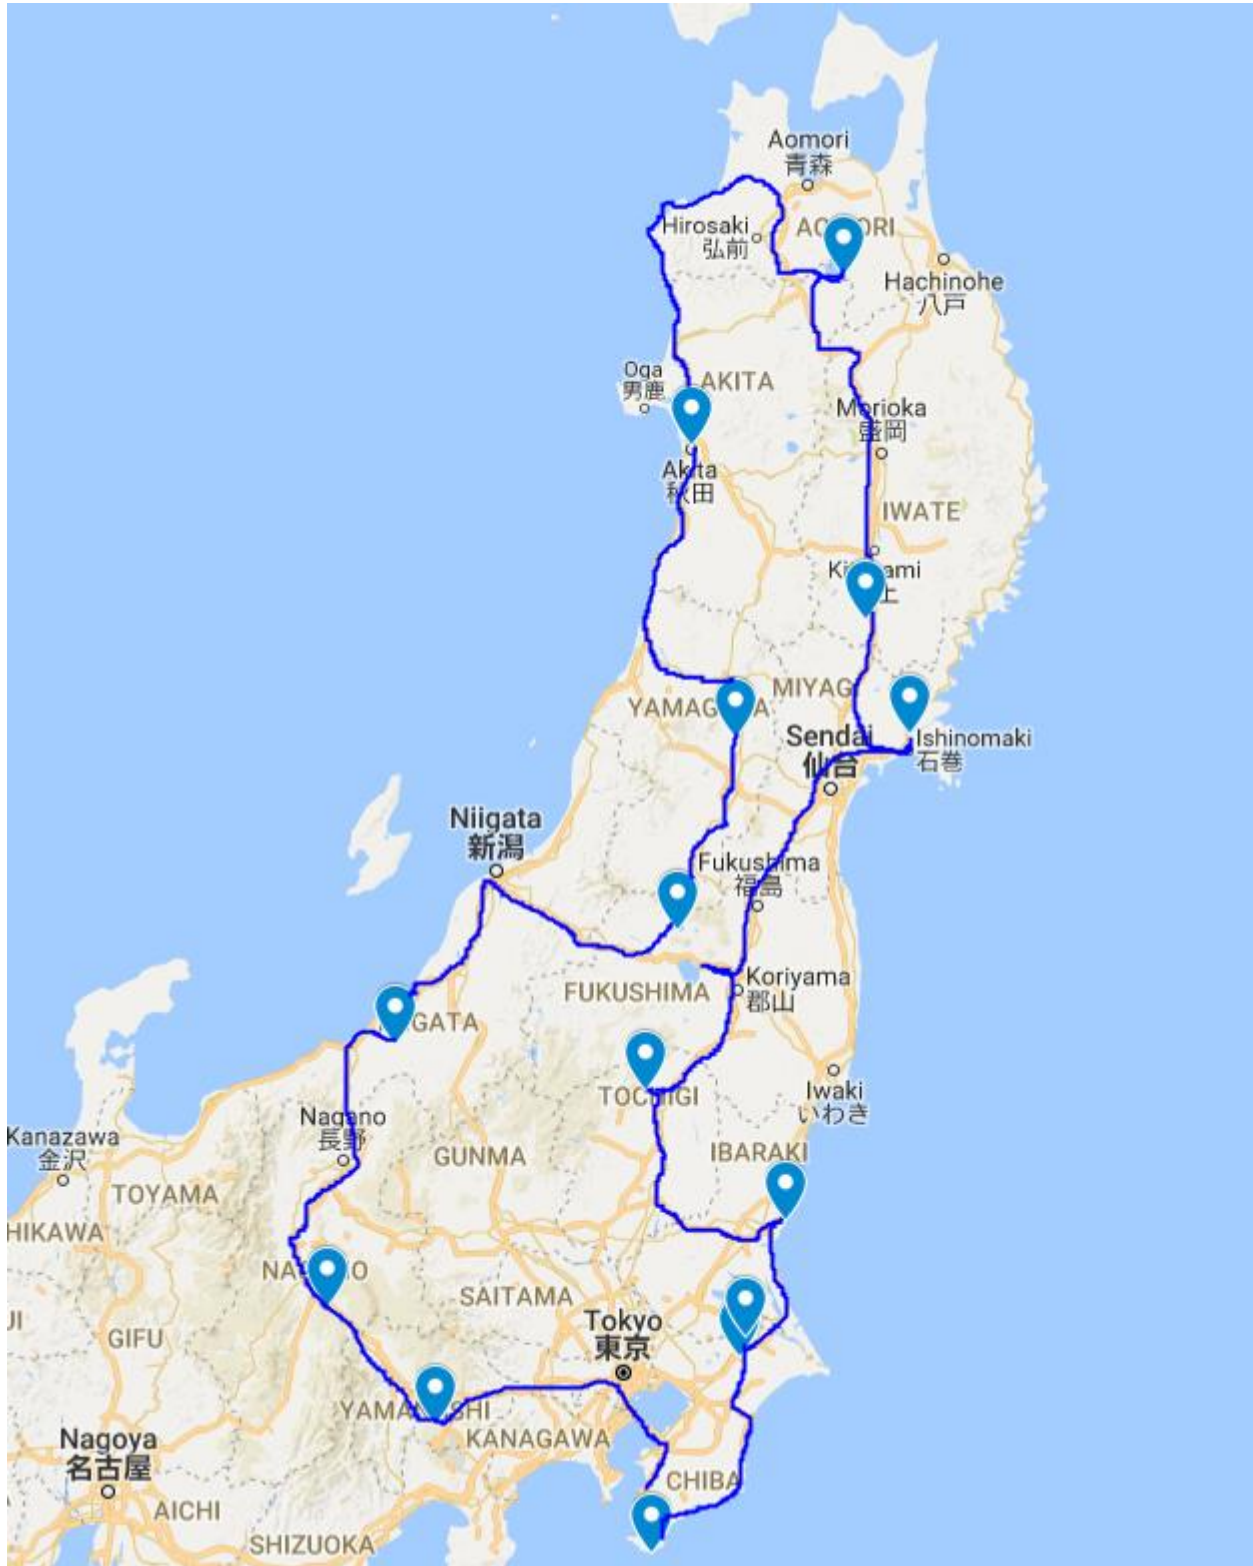 Aomori
青森
Hirosaki
弘前
Hachinohe
八戸
Oga
男鹿
AKITA
Morioka
盛岡
Akita
秋田
IWATE
Sendai
仙台
Ishinomaki
石巻
Niigata
新潟
Fukushima
福島
FUKUSHIMA
Koriyama
郡山
Iwaki
いわき
Nagano
長野
Kanazawa
金沢
GUNMA
IBARAKI
TOYAMA
HIKAWA
SAITAMA
Tokyo
東京
GIFU
KANAGAWA
Nagoya
名古屋
CHIBA
AICHI
SHIZUOKA